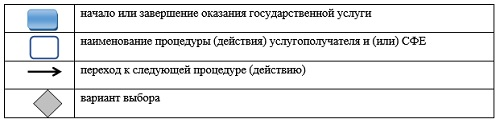 начало или завершение оказания государственной услуги
наименование процедуры (действия) услугополучателя и (или) СФЕ
переход к следующей процедуре (действию)
вариант выбора